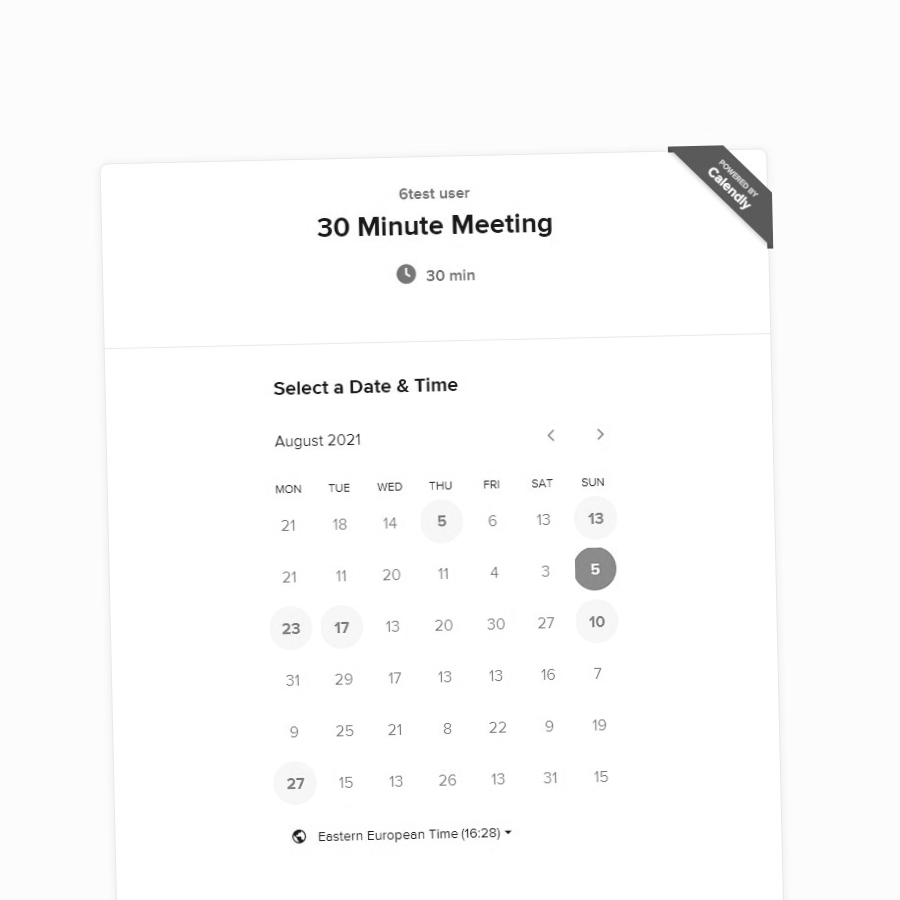 POWERED BY
Calendly
6test user
30 Minute Meeting
30 min
Select a Date & Time
August 2021
MON TUE WED THU FRI SAT SUN
21 18 14 5 6 13 13
21 11 20 11 4 3 5
23 17 13 20 30 27 10
31 29 17 13 13 16 7
9 25 21 8 22 9 19
27 15 13 26 13 31 15
Eastern European Time (16:28)